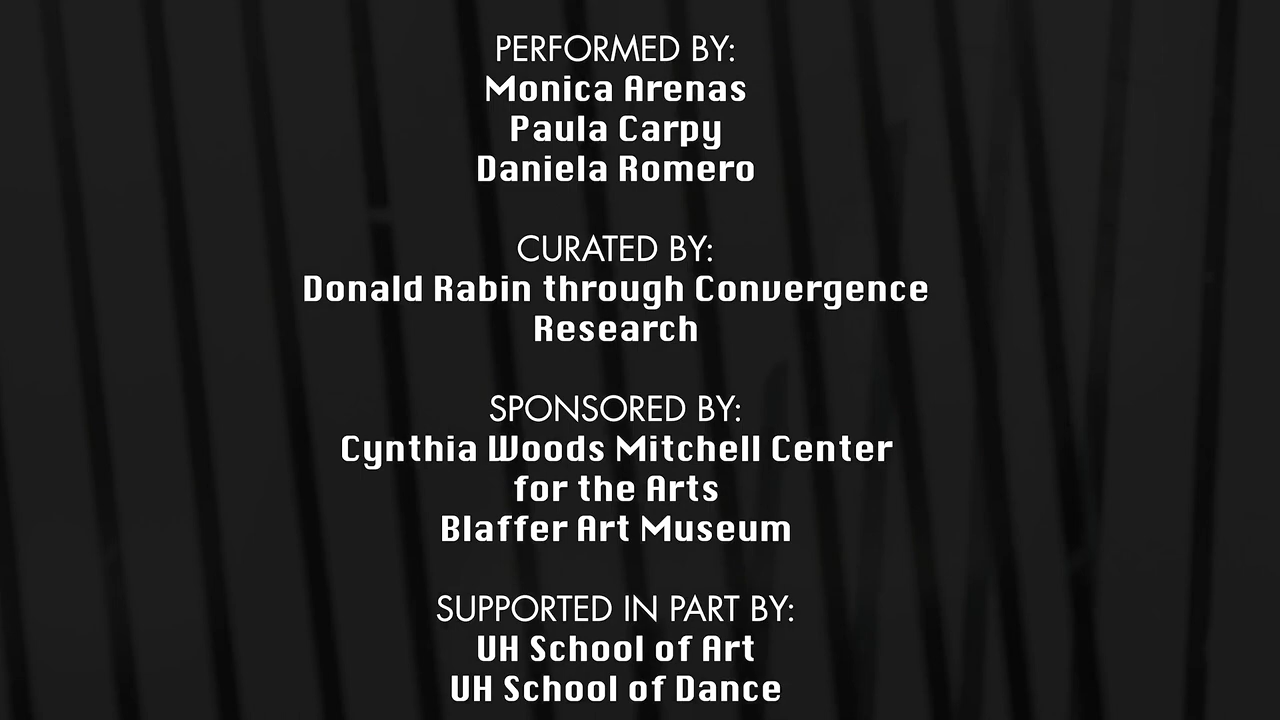 PERFORMED BY:
Monica Arenas
Paula Carpy
Daniela Romero
CURATED BY:
Donald Rabin through Convergence
Research
SPONSORED BY:
Cynthia Woods Mitchell Center
for the Arts
Blaffer Art Museum
SUPPORTED IN PART BY:
UH School of Art
UH School of Dance